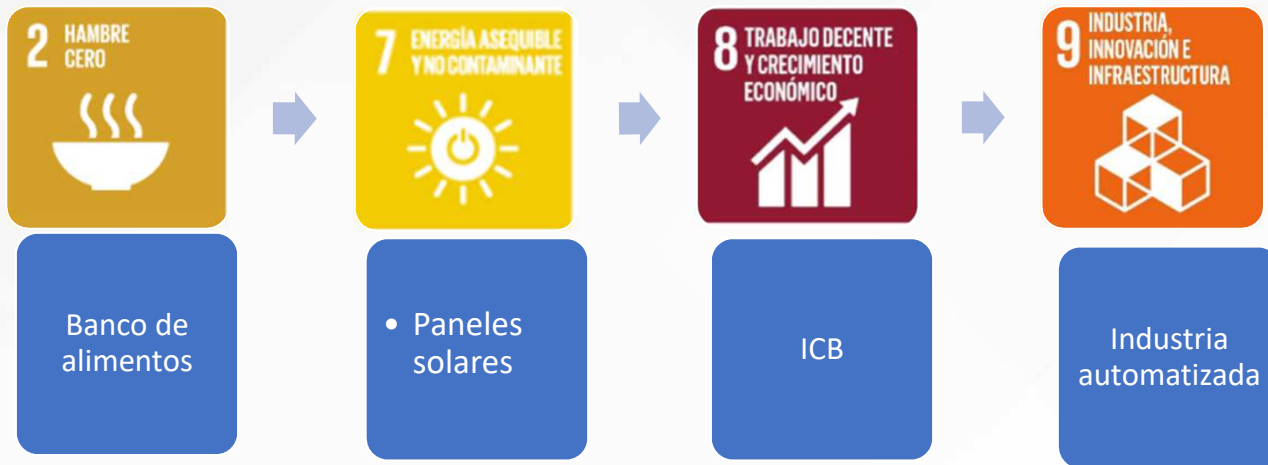 2 HAMBRE
CERO
7 ENERGÍA ASEQUIBLE
Y NO CONTAMINANTE
8 TRABAJO DECENTE
Y CRECIMIENTO
ECONÓMICO
9 INDUSTRIA,
INNOVACIÓN E
INFRAESTRUCTURA
Banco de
alimentos
• Paneles
solares
ICB
Industria
automatizada